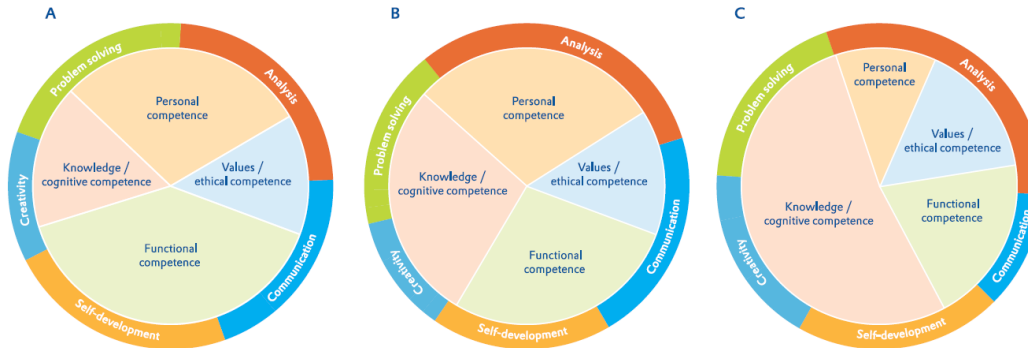 A
Problem solving
Analysis
Personal
competence
Knowledge /
cognitive competence
Values /
ethical competence
Creativity
Functional
competence
Communication
Self-development
B
Analysis
Problem solving
Personal
competence
Knowledge /
cognitive competence
Values /
ethical competence
Functional
competence
Creativity
Communication
Self-development
C
Problem solving
Analysis
Personal
competence
Values /
ethical competence
Knowledge /
cognitive competence
Functional
competence
Creativity
Communication
Self-development